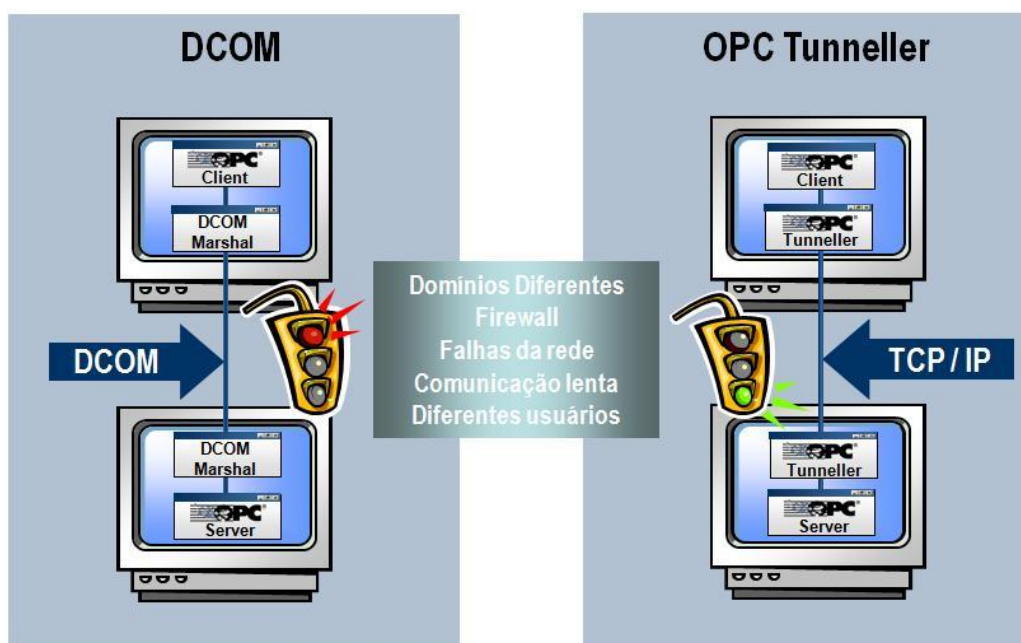 DCOM
OPC
Client
DCOM
Marshal
DCOM
DCOM
Marshal
OPC
Server
Domínios Diferentes
Firewall
Falhas da rede
Comunicação lenta
Diferentes usuários
OPC Tunneller
OPC
Client
OPC
Tunneller
TCP / IP
OPC
Tunneller
OPC
Server